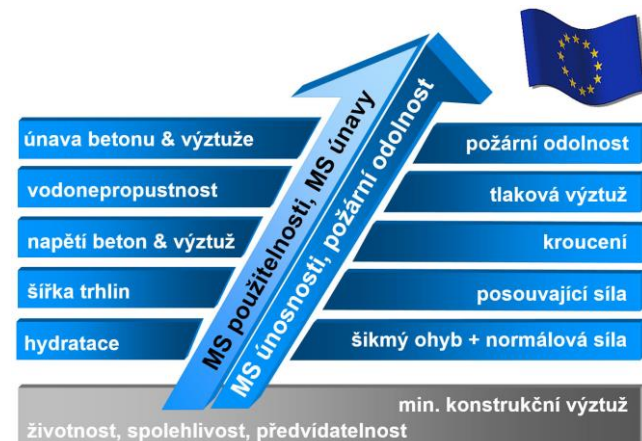 únava betonu & výztuže
vodonepropustnost
napětí beton & výztuž
šířka trhlin
hydratace
MS použitelnosti, MS únavy
MS únosnosti, požární odolnost
požární odolnost
tlaková výztuž
kroucení
posouvající síla
šikmý ohyb + normálová síla
min. konstrukční výztuž
životnost, spolehlivost, předvídatelnost